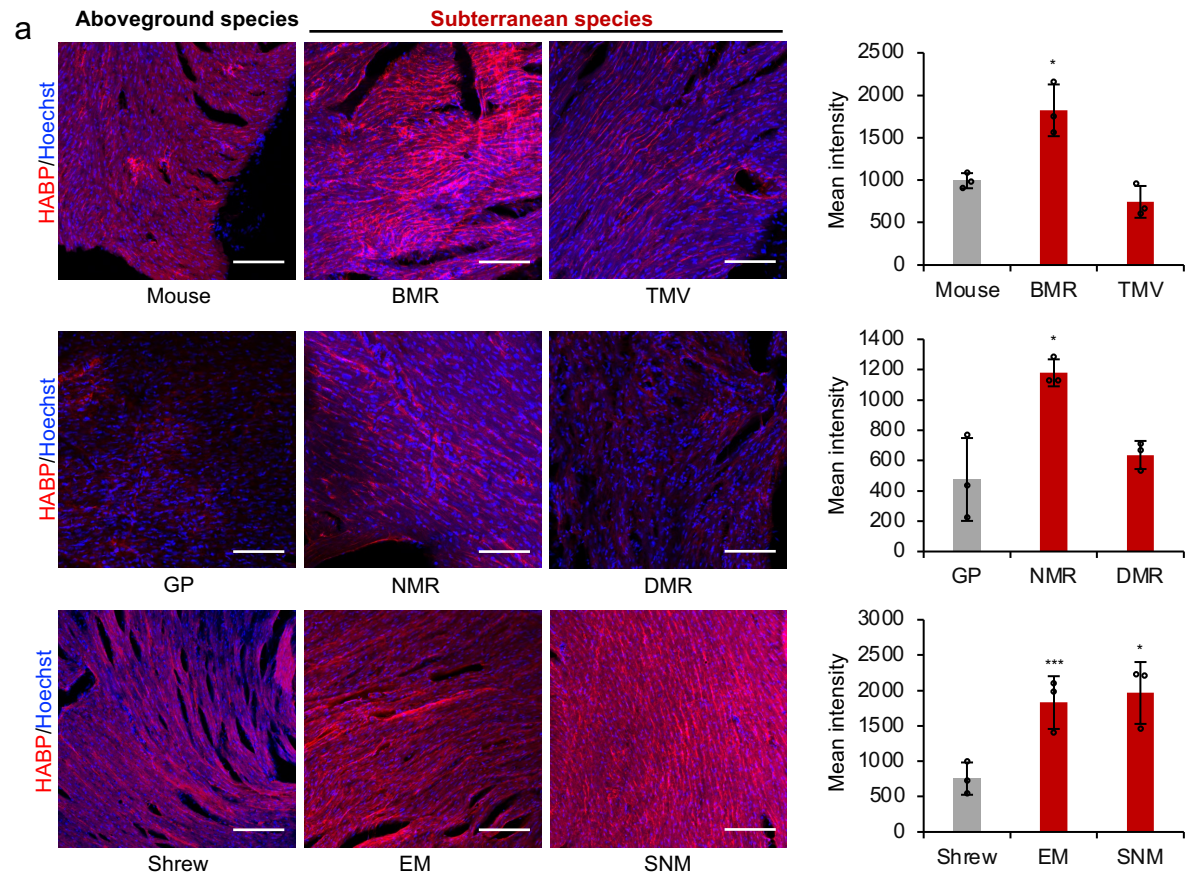 a
Aboveground species
Subterranean species
HABP/Hoechst
Mouse
BMR
TMV
Mean intensity
2500
2000
1500
1000
500
0
*
Mouse
BMR
TMV
HABP/Hoechst
GP
NMR
DMR
Mean intensity
1400
1200
1000
800
600
400
200
0
*
GP
NMR
DMR
HABP/Hoechst
Shrew
EM
SNM
Mean intensity
3000
2500
2000
1500
1000
500
0
***
*
Shrew
EM
SNM